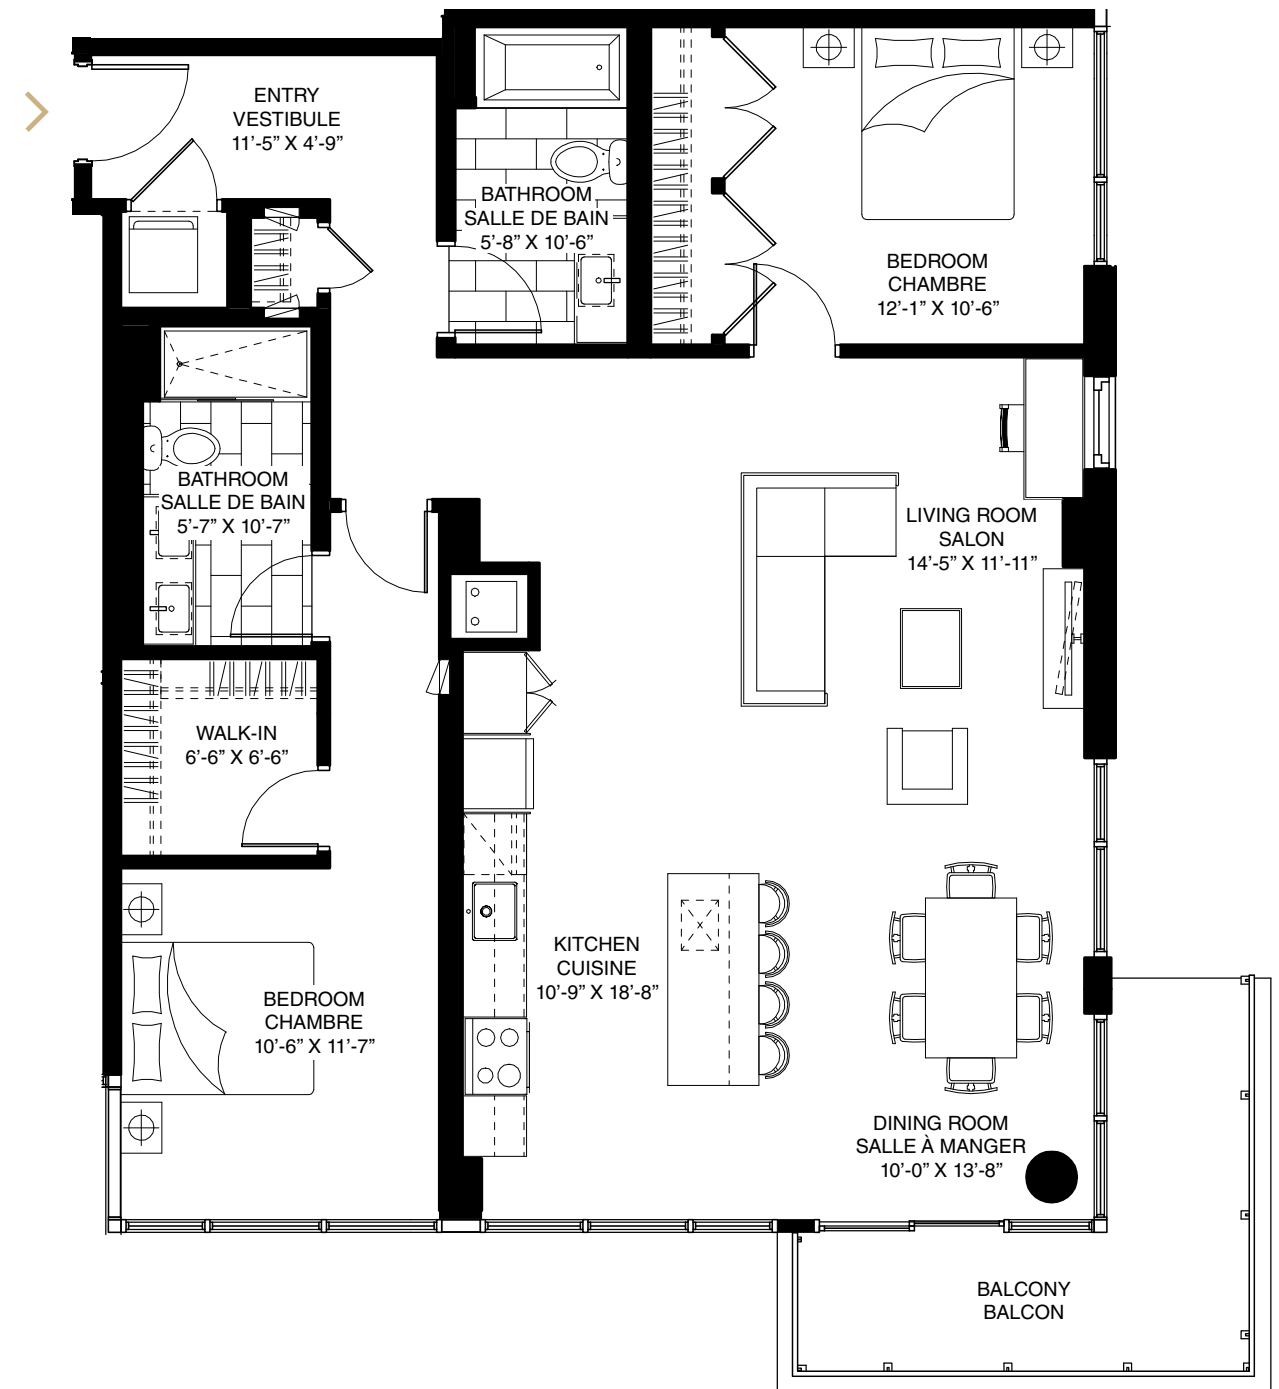 ENTRY
VESTIBULE
11’-5” X 4’-9”
BATHROOM
SALLE DE BAIN
5’-8” X 10’-6”
BEDROOM
CHAMBRE
12’-1” X 10’-6”
BATHROOM
SALLE DE BAIN
5’-7” X 10’-7”
LIVING ROOM
SALON
14’-5” X 11’-11”
WALK-IN
6’-6” X 6’-6”
KITCHEN
CUISINE
10’-9” X 18’-8”
BEDROOM
CHAMBRE
10’-6” X 11’-7”
DINING ROOM
SALLE À MANGER
10’-0” X 13’-8”
BALCONY
BALCON